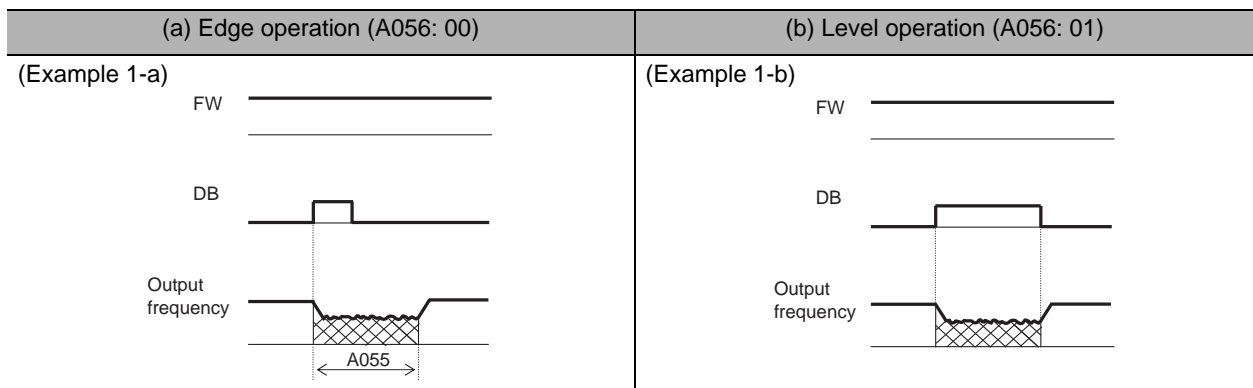 (a) Edge operation (A056: 00)
(b) Level operation (A056: 01)
(Example 1-a)
FW
DB
Output
frequency
A055
(Example 1-b)
FW
DB
Output
frequency